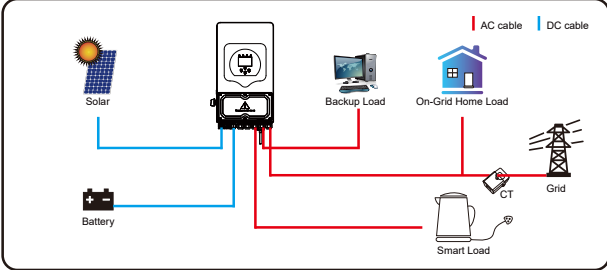 AC cable
DC cable
Solar
Backup Load
On-Grid Home Load
CT
Grid
Battery
Smart Load